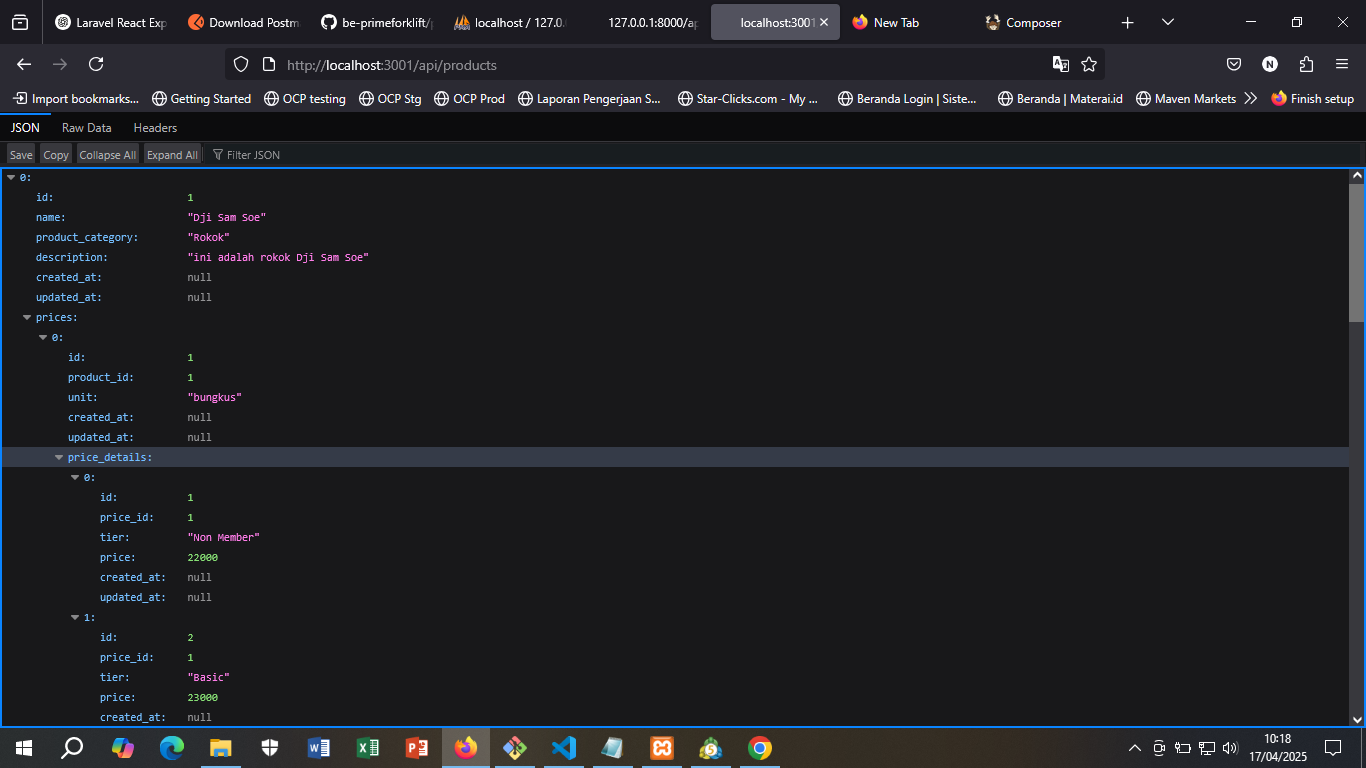 Laravel React Exp
Download Postm
be-primeforklift/p
localhost / 127.0.
127.0.0.1:8000/ap
localhost:3001
New Tab
Composer
http://localhost:3001/api/products
N
Import bookmarks...
Getting Started
OCP testing
OCP Stg
OCP Prod
Laporan Pengerjaan S...
Star-Clicks.com - My ...
Beranda Login | Siste...
Beranda | Materai.id
Maven Markets
Finish setup
JSON Raw Data Headers
Save Copy Collapse All Expand All Filter JSON
0:
id: 1
name: "Dji Sam Soe"
product_category: "Rokok"
description: "ini adalah rokok Dji Sam Soe"
created_at: null
updated_at: null
prices:
0:
id: 1
product_id: 1
unit: "bungkus"
created_at: null
updated_at: null
price_details:
0:
id: 1
price_id: 1
tier: "Non Member"
price: 22000
created_at: null
updated_at: null
1:
id: 2
price_id: 1
tier: "Basic"
price: 23000
created_at: null
10:18
17/04/2025